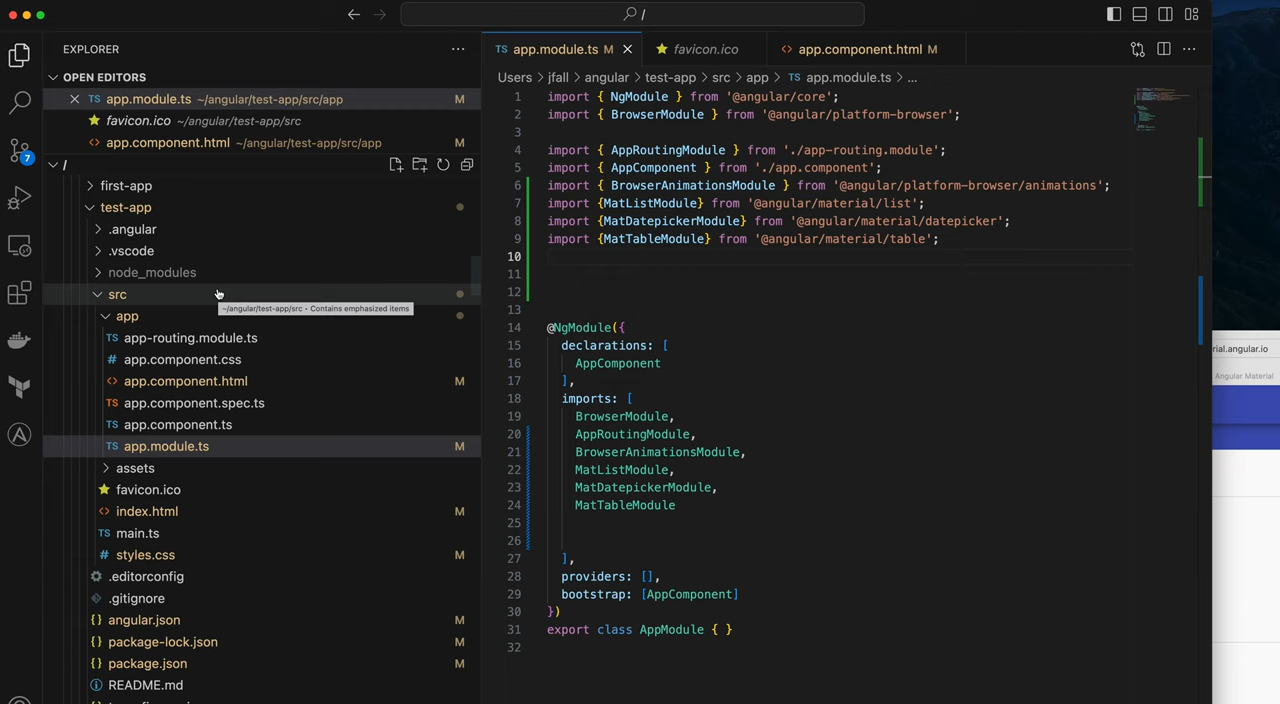 /
EXPLORER
OPEN EDITORS
TS app.module.ts ~/angular/test-app/src/app M
favicon.ico ~/angular/test-app/src
<> app.component.html ~/angular/test-app/src/app M
/
7
first-app
test-app
.angular
.vscode
node_modules
src
~/angular/test-app/src • Contains emphasized items
app
TS app-routing.module.ts
# app.component.css
<> app.component.html M
TS app.component.spec.ts
TS app.component.ts
TS app.module.ts M
assets
favicon.ico
<> index.html M
TS main.ts
# styles.css M
.editorconfig
.gitignore
{} angular.json M
{} package-lock.json M
{} package.json M
README.md
TS app.module.ts M
favicon.ico
<> app.component.html M
Users > jfall > angular > test-app > src > app > TS app.module.ts > ...
1 import { NgModule } from '@angular/core';
2 import { BrowserModule } from '@angular/platform-browser';
3
4 import { AppRoutingModule } from './app-routing.module';
5 import { AppComponent } from './app.component';
6 import { BrowserAnimationsModule } from '@angular/platform-browser/animations';
7 import {MatListModule} from '@angular/material/list';
8 import {MatDatepickerModule} from '@angular/material/datepicker';
9 import {MatTableModule} from '@angular/material/table';
10
11
12
13
14 @NgModule({
15 declarations: [
16 AppComponent
17 ],
18 imports: [
19 BrowserModule,
20 AppRoutingModule,
21 BrowserAnimationsModule,
22 MatListModule,
23 MatDatepickerModule,
24 MatTableModule
25
26
27 ],
28 providers: [],
29 bootstrap: [AppComponent]
30 })
31 export class AppModule { }
32
rial.angular.io
Angular Material